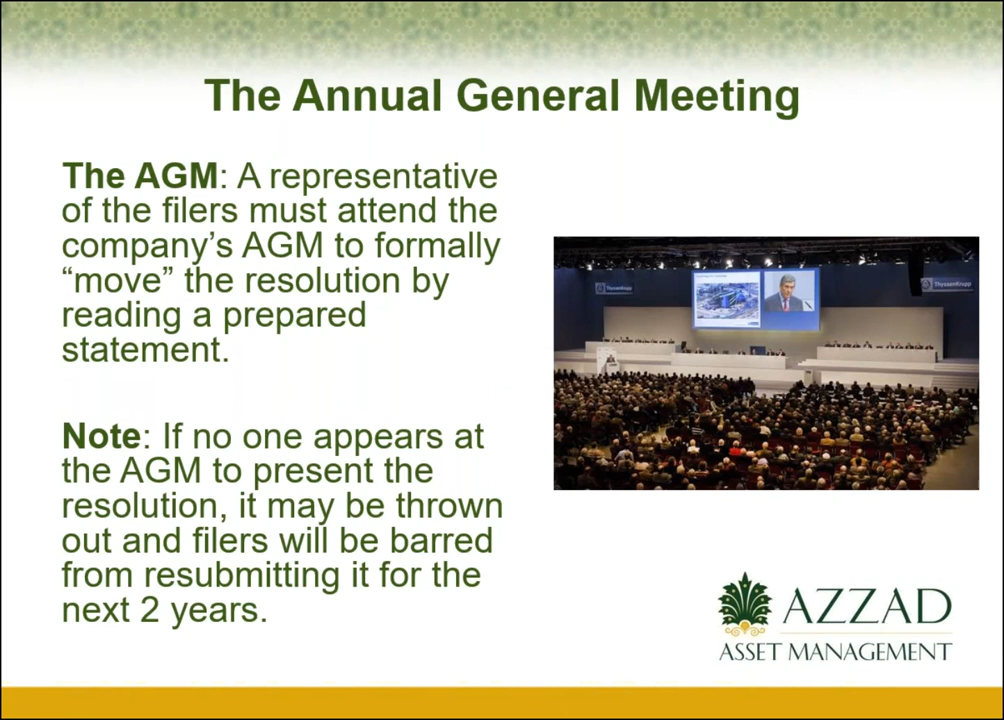 The Annual General Meeting
The AGM: A representative
of the filers must attend the
company’s AGM to formally
“move” the resolution by
reading a prepared
statement.
ThyssenKrupp
ThyssenKrupp
Note: If no one appears at
the AGM to present the
resolution, it may be thrown
out and filers will be barred
from resubmitting it for the
next 2 years.
AZZAD
ASSET MANAGEMENT